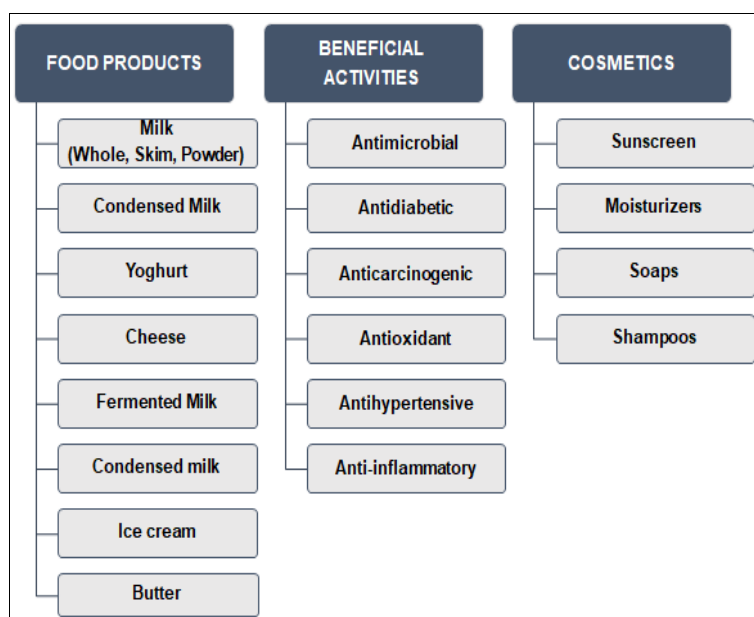 FOOD PRODUCTS
Milk
(Whole, Skim, Powder)
Condensed Milk
Yoghurt
Cheese
Fermented Milk
Condensed milk
Ice cream
Butter
BENEFICIAL
ACTIVITIES
Antimicrobial
Antidiabetic
Anticarcinogenic
Antioxidant
Antihypertensive
Anti-inflammatory
COSMETICS
Sunscreen
Moisturizers
Soaps
Shampoos